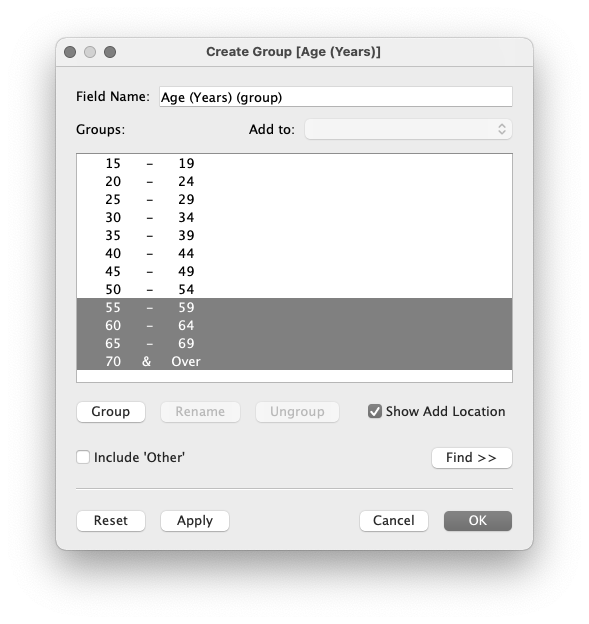 Create Group [Age (Years)]
Field Name: Age (Years) (group)
Groups: Add to:
15 – 19
20 – 24
25 – 29
30 – 34
35 – 39
40 – 44
45 – 49
50 – 54
55 – 59
60 – 64
65 – 69
70 & Over
Group Rename Ungroup Show Add Location
Include 'Other' Find >>
Reset Apply Cancel OK